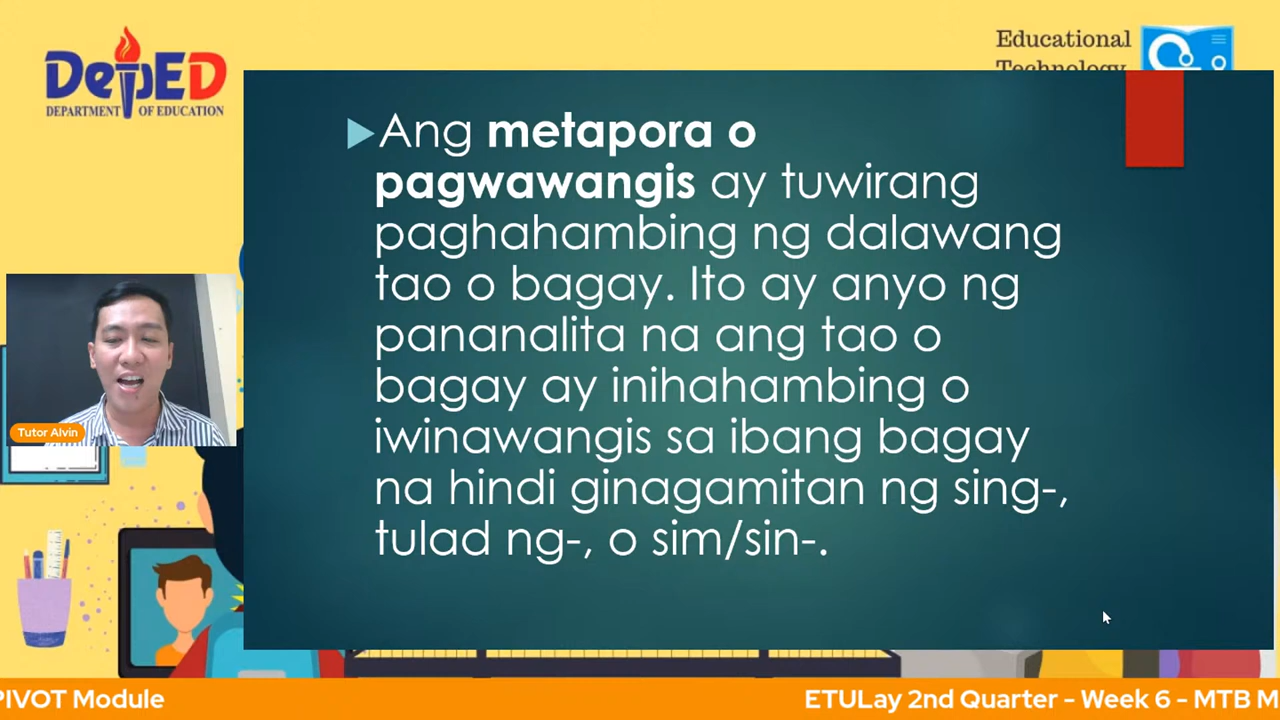 DepED
DEPARTMENT OF EDUCATION
Educational
Technology
Ang metapora o
pagwawangis ay tuwirang
paghahambing ng dalawang
tao o bagay. Ito ay anyo ng
pananalita na ang tao o
bagay ay inihahambing o
iwinawangis sa ibang bagay
na hindi ginagamitan ng sing-,
tulad ng-, o sim/sin-.
Tutor Alvin
PIVOT Module
ETULay 2nd Quarter - Week 6 - MTB M